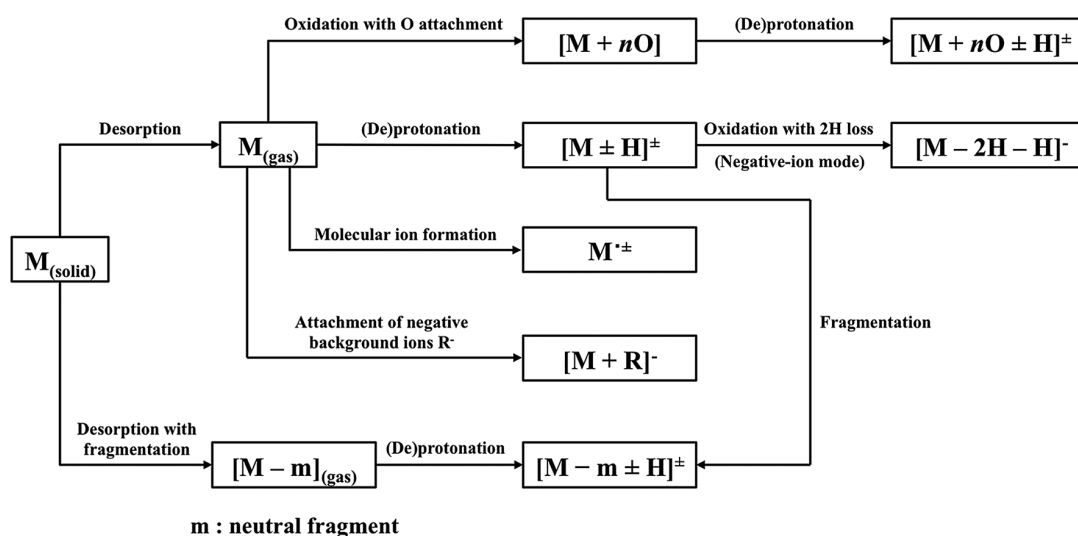 Oxidation with O attachment
[M + nO]
(De)protonation
[M + nO ± H]±
Desorption
M(gas)
(De)protonation
[M ± H]±
Oxidation with 2H loss
(Negative-ion mode)
[M – 2H – H]-
M(solid)
Molecular ion formation
M·±
Attachment of negative
background ions R-
[M + R]-
Fragmentation
Desorption with
fragmentation
[M – m](gas)
(De)protonation
[M − m ± H]±
m : neutral fragment